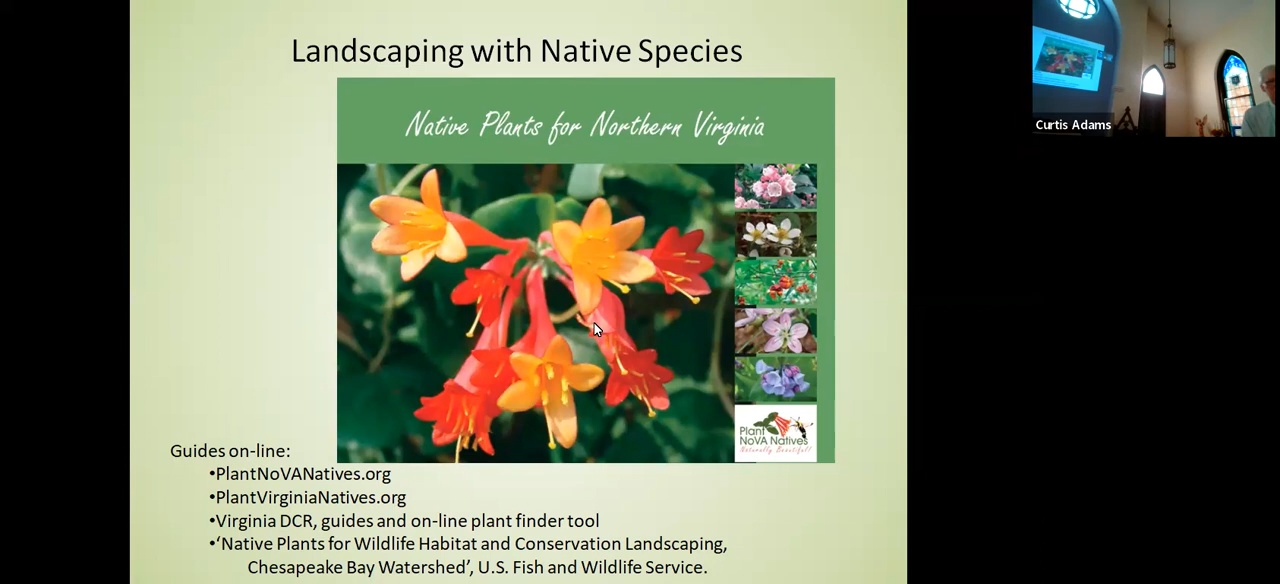 Landscaping with Native Species
Native Plants for Northern Virginia
Plant
NoVA Natives
Naturally Beautiful!
Guides on-line:
•PlantNoVANatives.org
•PlantVirginiaNatives.org
•Virginia DCR, guides and on-line plant finder tool
•‘Native Plants for Wildlife Habitat and Conservation Landscaping,
Chesapeake Bay Watershed’, U.S. Fish and Wildlife Service.
Curtis Adams